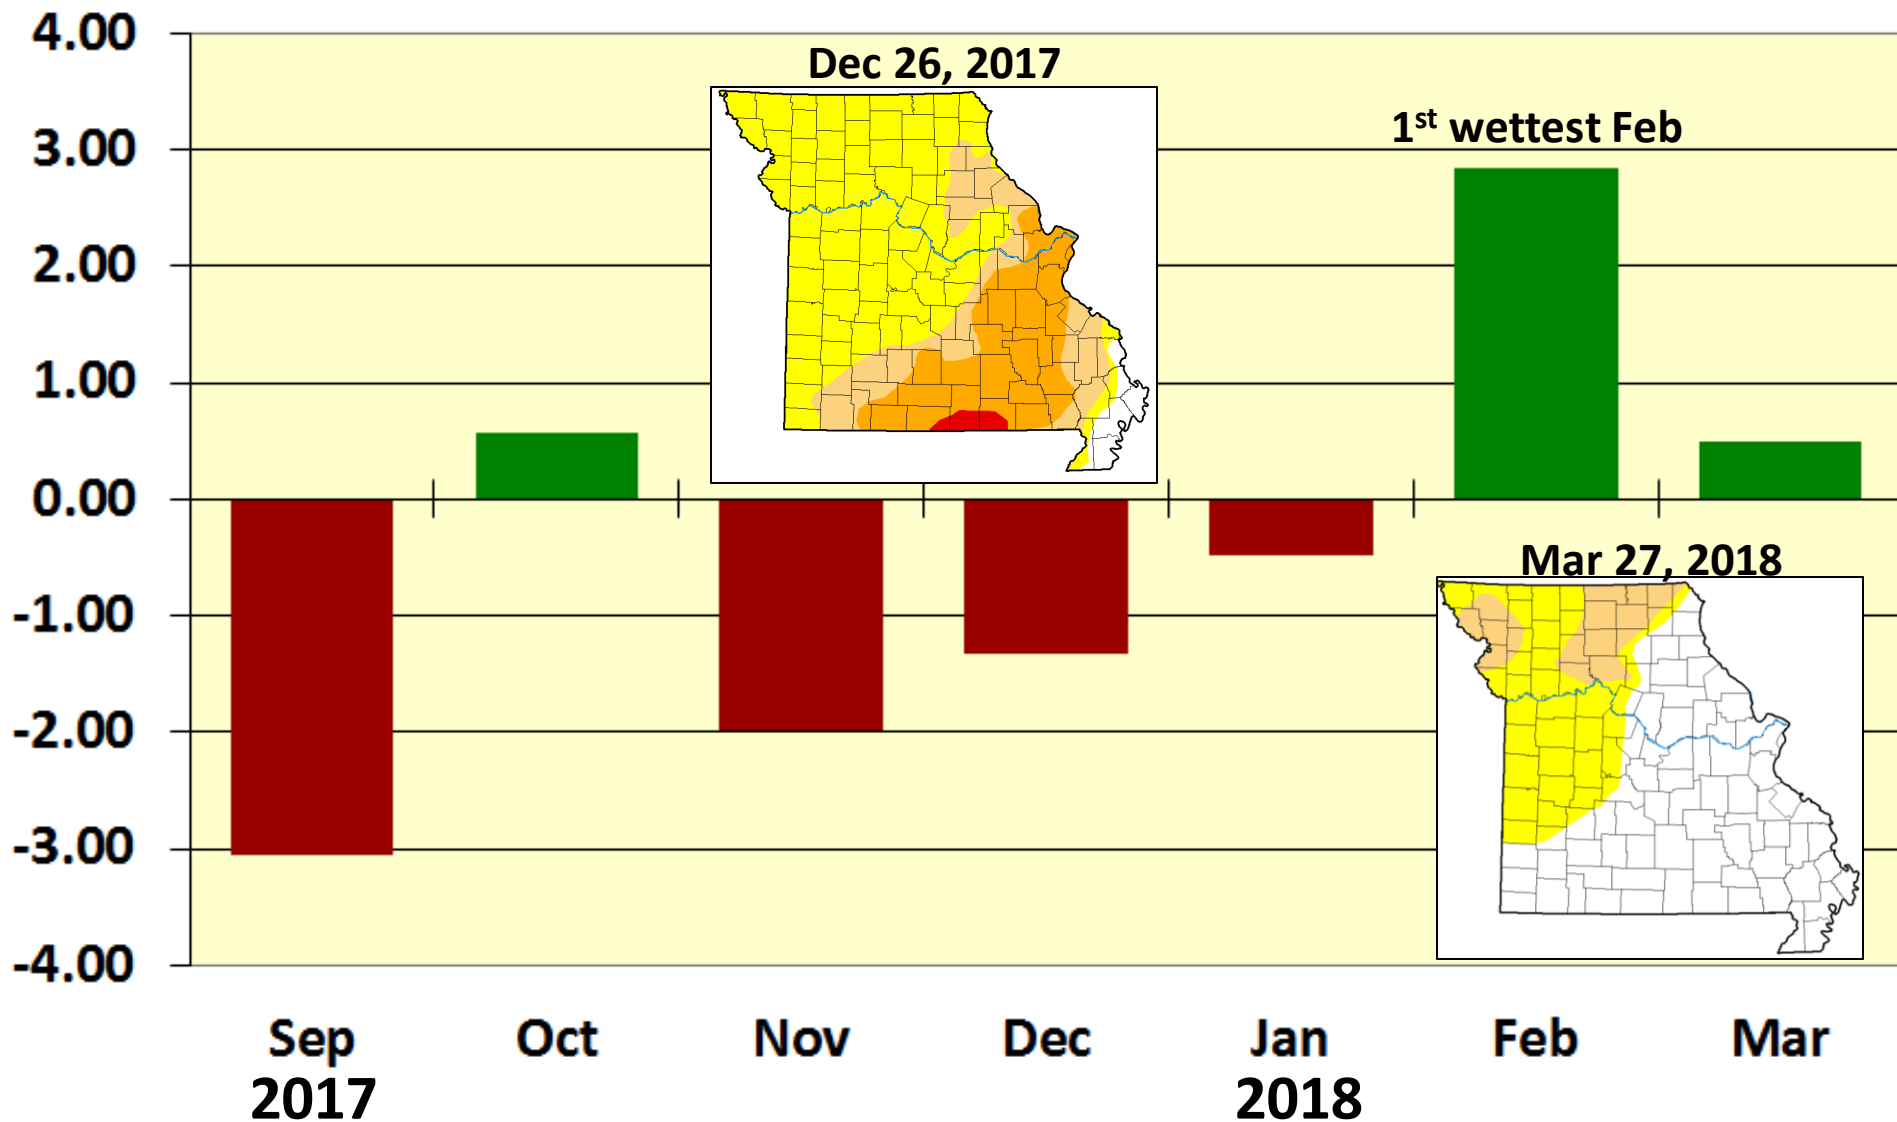 4.00
3.00
2.00
1.00
0.00
-1.00
-2.00
-3.00
-4.00
Dec 26, 2017
1st wettest Feb
Mar 27, 2018
Sep Oct Nov Dec Jan Feb Mar
2017 2018